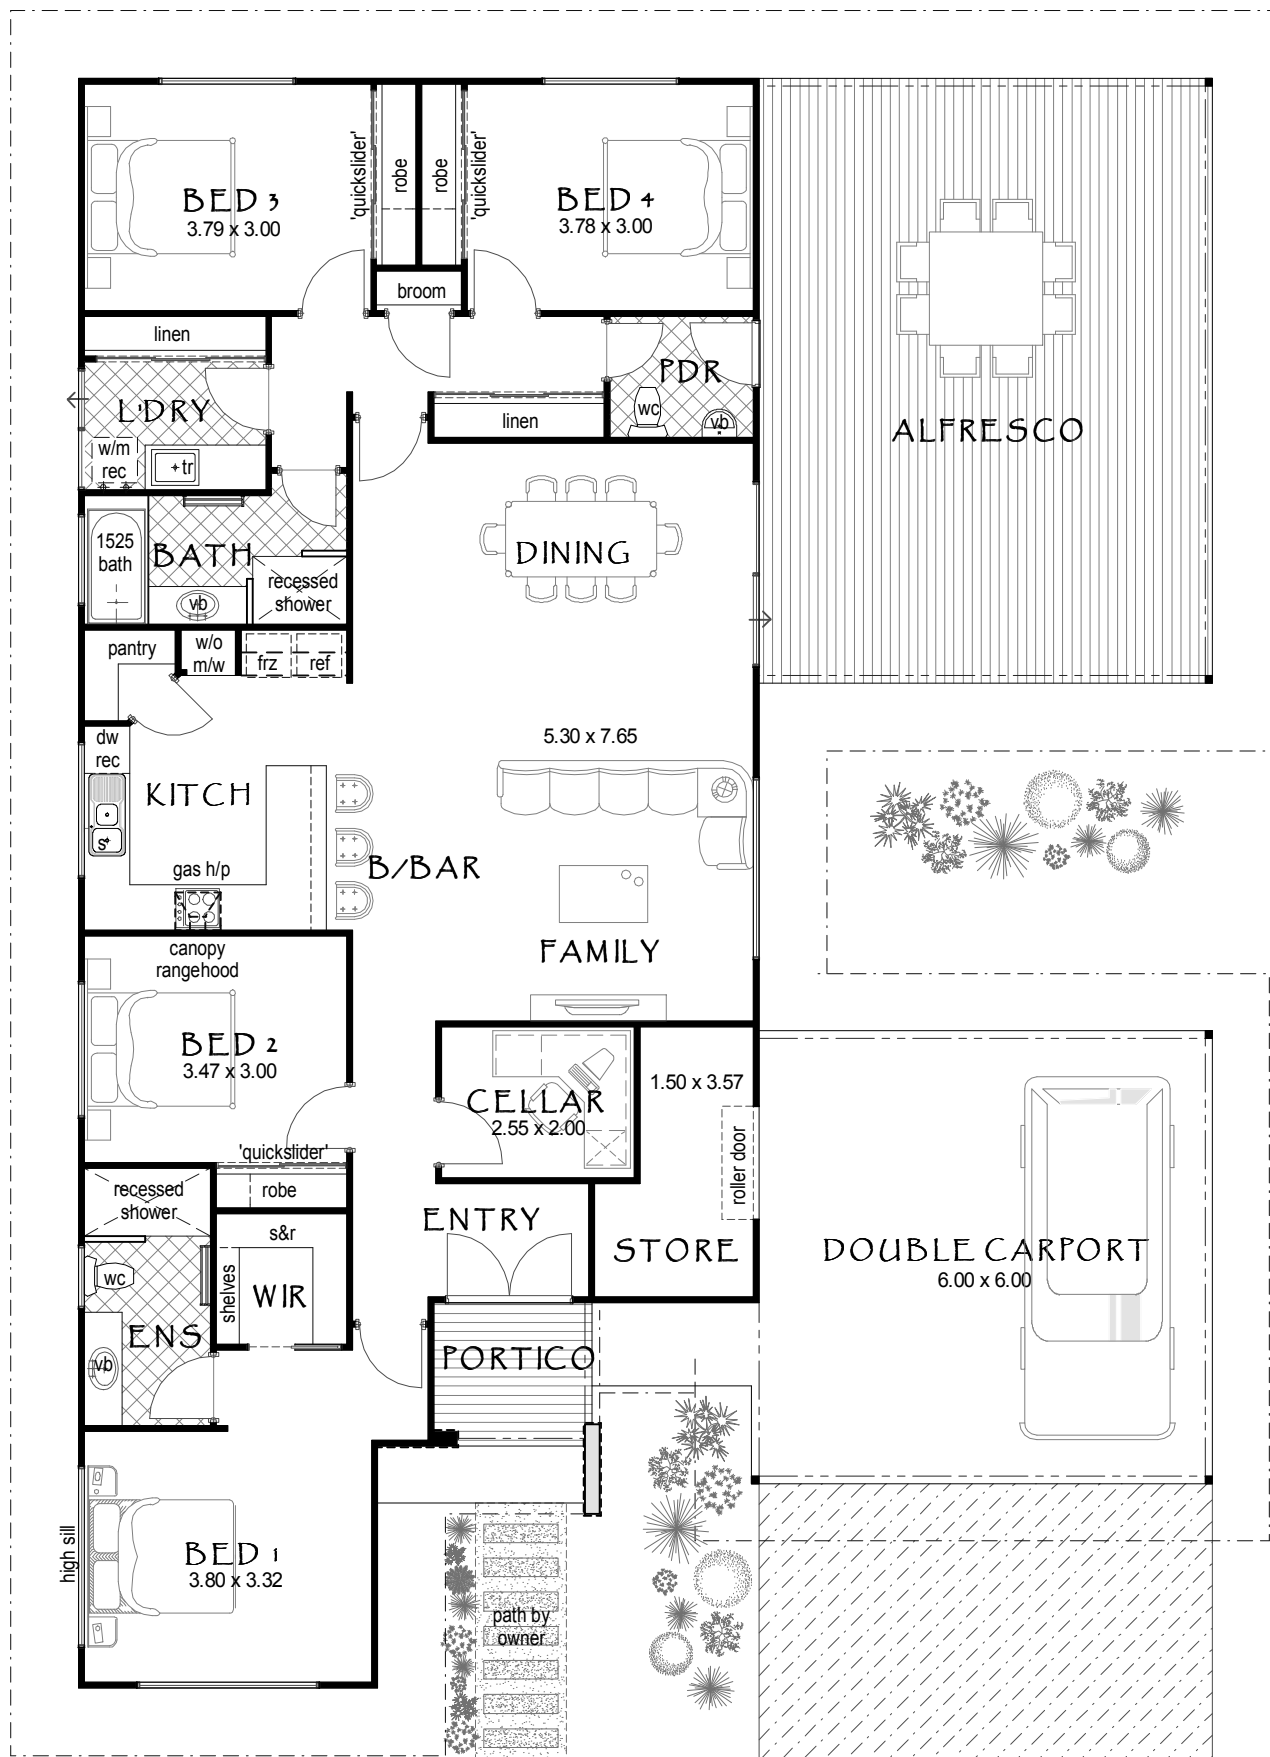 BED 3
3.79 x 3.00
'quickslider'
robe
robe
'quickslider'
BED 4
3.78 x 3.00
broom
linen
L'DRY
w/m
rec
tr
PDR
wc
vb
linen
ALFRESCO
1525
bath
BATH
vb
recessed
shower
DINING
pantry
w/o
m/w
frz
ref
5.30 x 7.65
dw
rec
KITCH
s
gas h/p
B/BAR
FAMILY
canopy
rangehood
BED 2
3.47 x 3.00
'quickslider'
robe
CELLAR
2.55 x 2.00
1.50 x 3.57
roller door
STORE
recessed
shower
s&r
shelves
WIR
wc
ENS
vb
ENTRY
PORTICO
DOUBLE CARPORT
6.00 x 6.00
high sill
BED 1
3.80 x 3.32
path by
owner